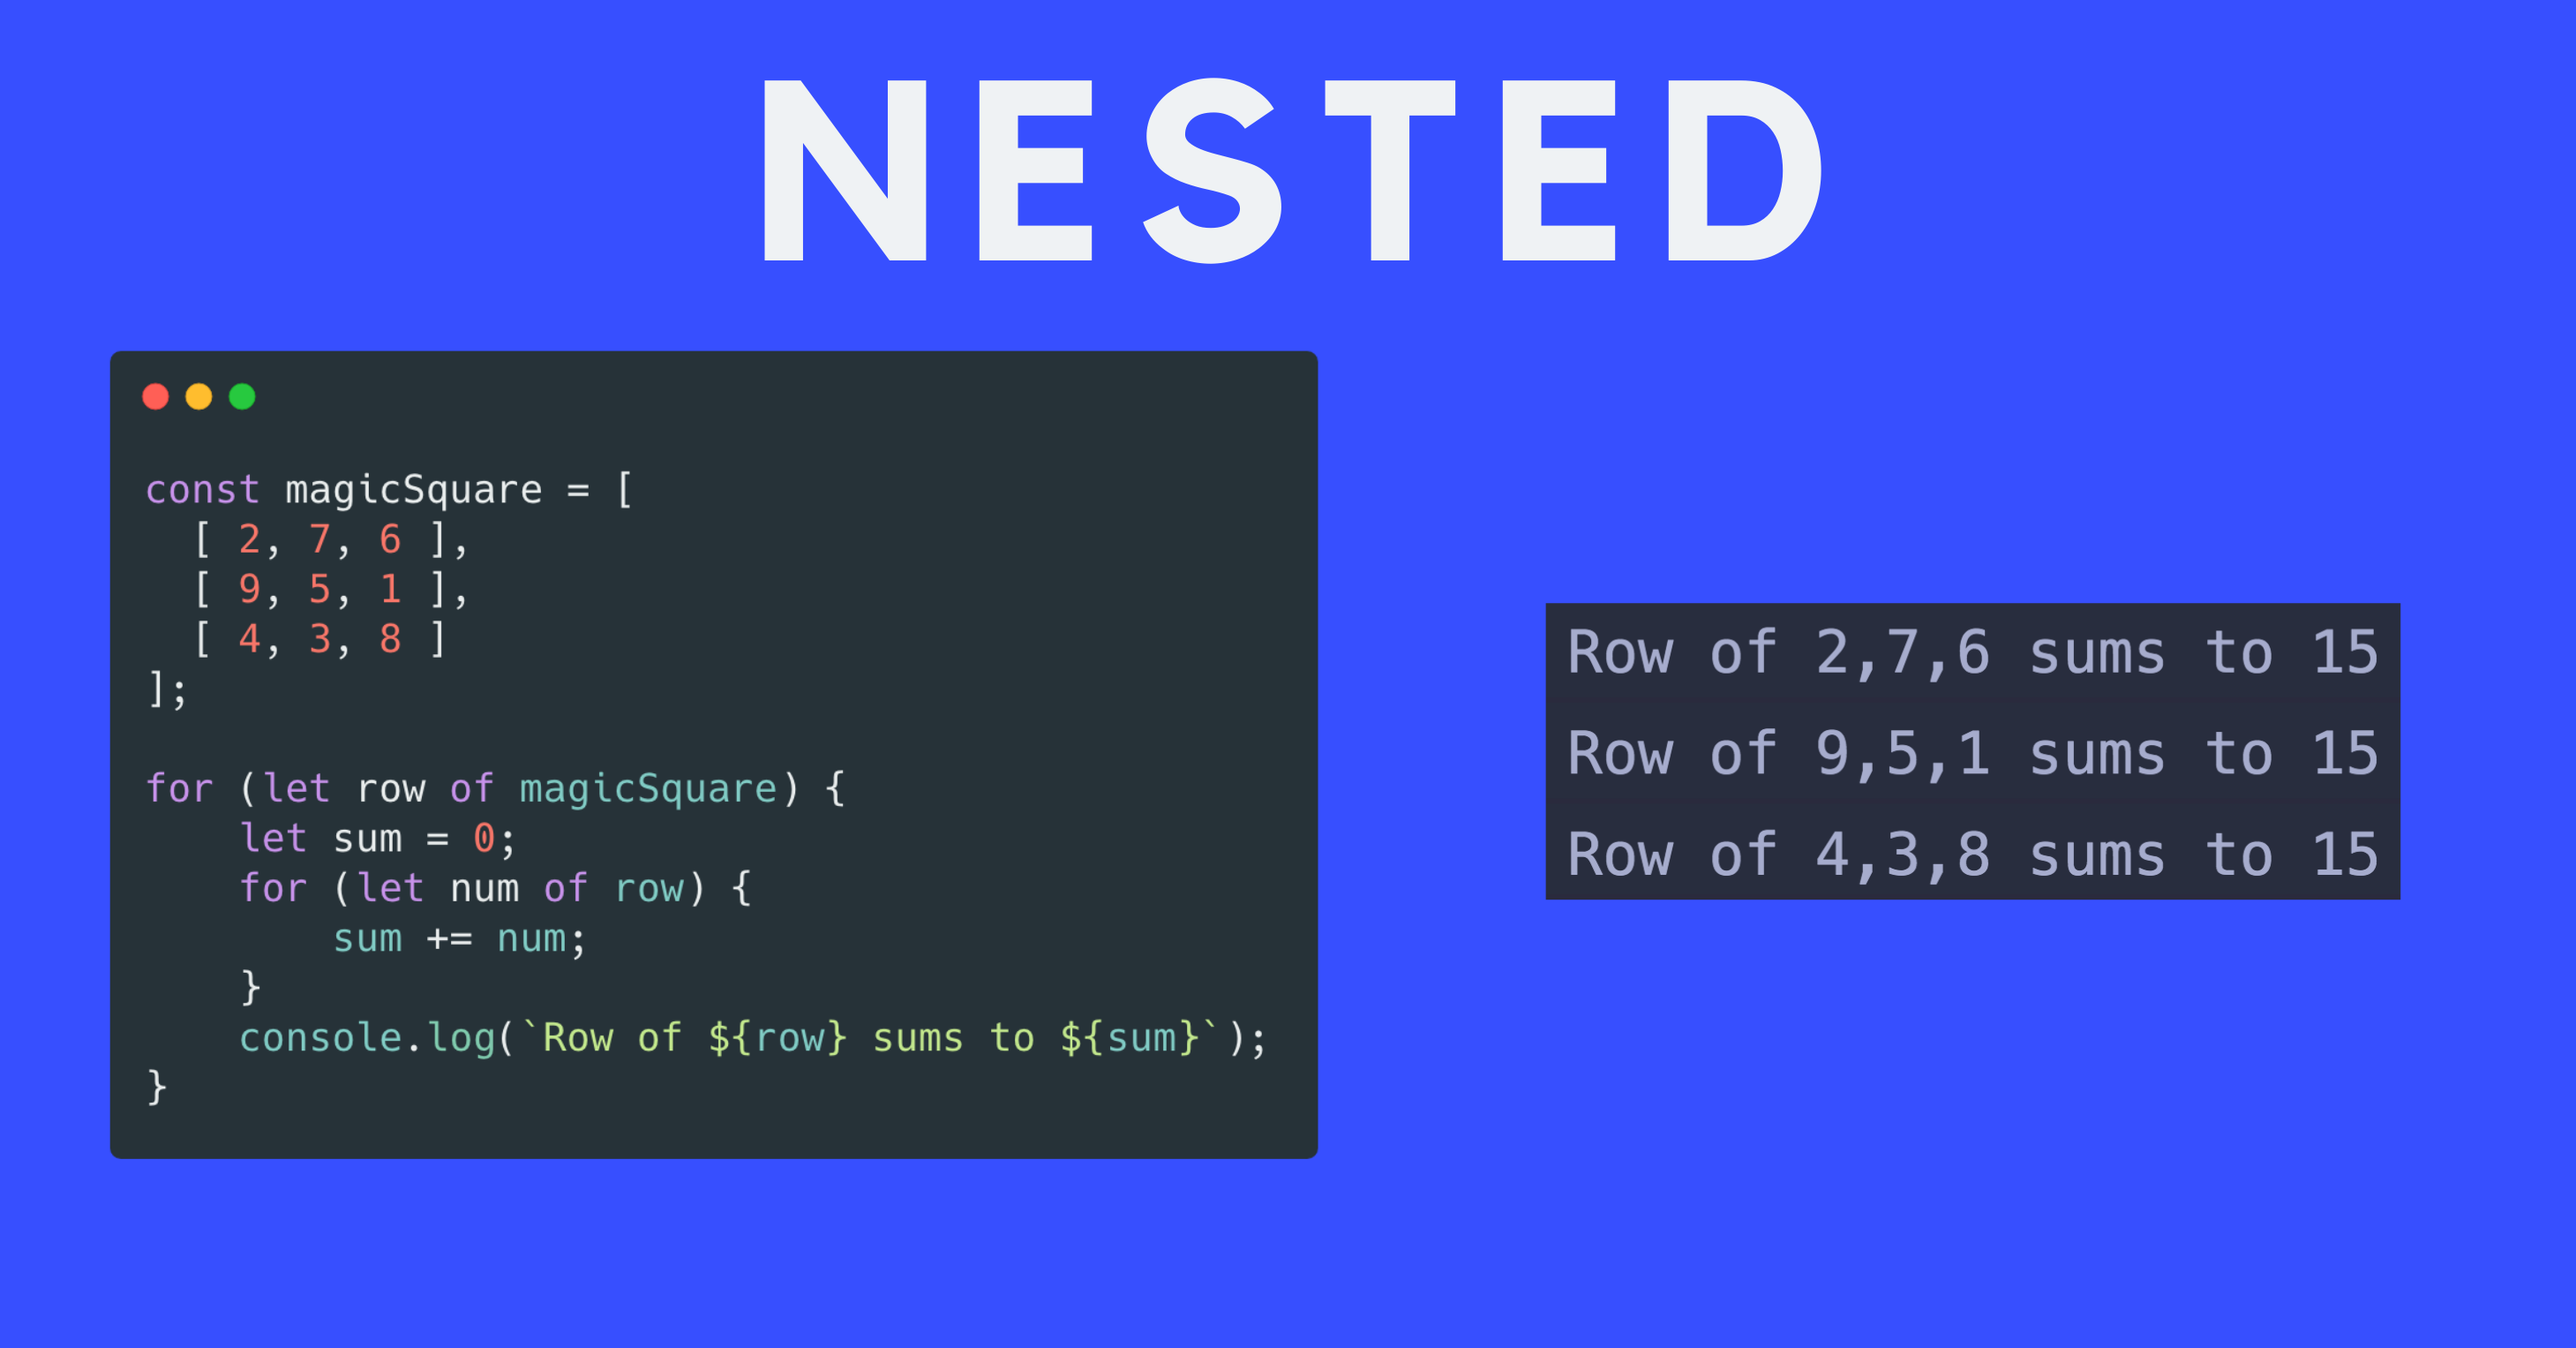 NESTED
const magicSquare = [
  [ 2, 7, 6 ],
  [ 9, 5, 1 ],
  [ 4, 3, 8 ]
];
for (let row of magicSquare) {
    let sum = 0;
    for (let num of row) {
        sum += num;
    }
    console.log(`Row of ${row} sums to ${sum}`);
}
Row of 2,7,6 sums to 15
Row of 9,5,1 sums to 15
Row of 4,3,8 sums to 15